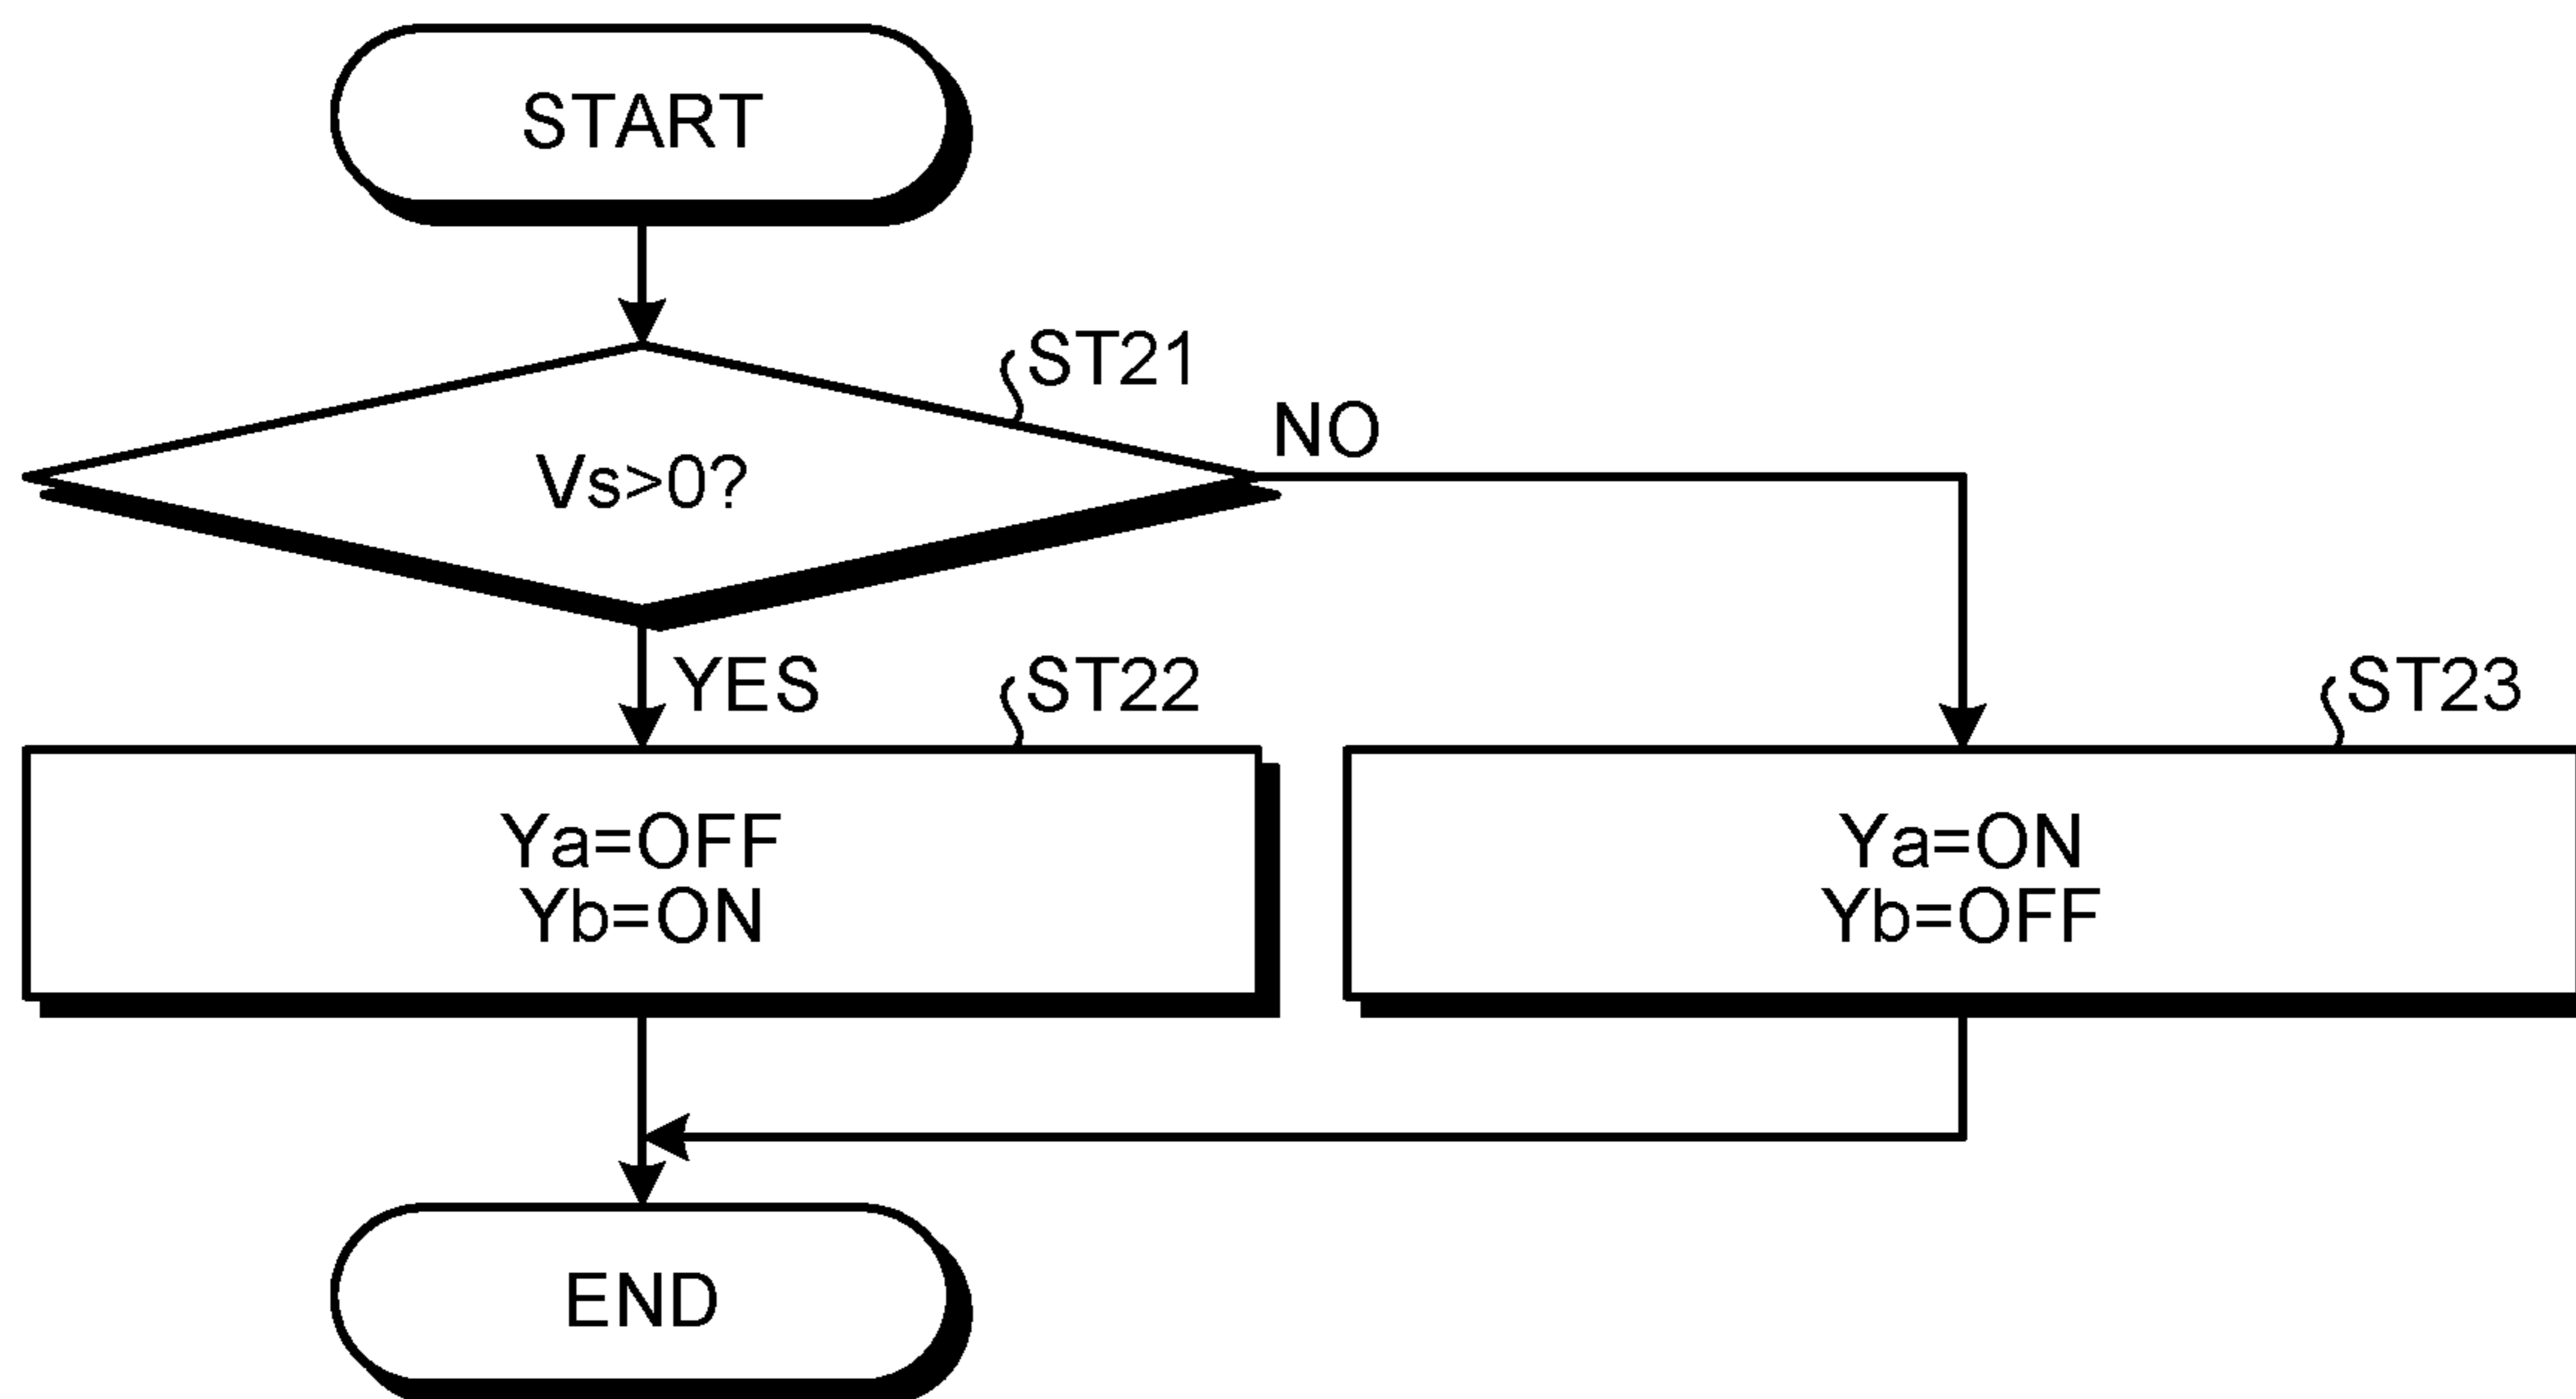 START
ST21
Vs>0?
NO
YES
ST22
ST23
Ya=OFF
Yb=ON
Ya=ON
Yb=OFF
END